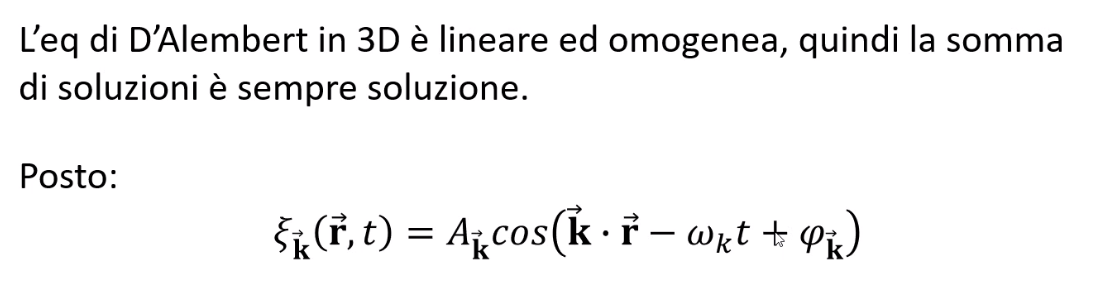 L'eq di D'Alembert in 3D è lineare ed omogenea, quindi la somma
di soluzioni è sempre soluzione.
Posto:
ξ_k⃗(r⃗, t) = A_k⃗ cos(k⃗ · r⃗ − ω_k t + φ_k⃗)